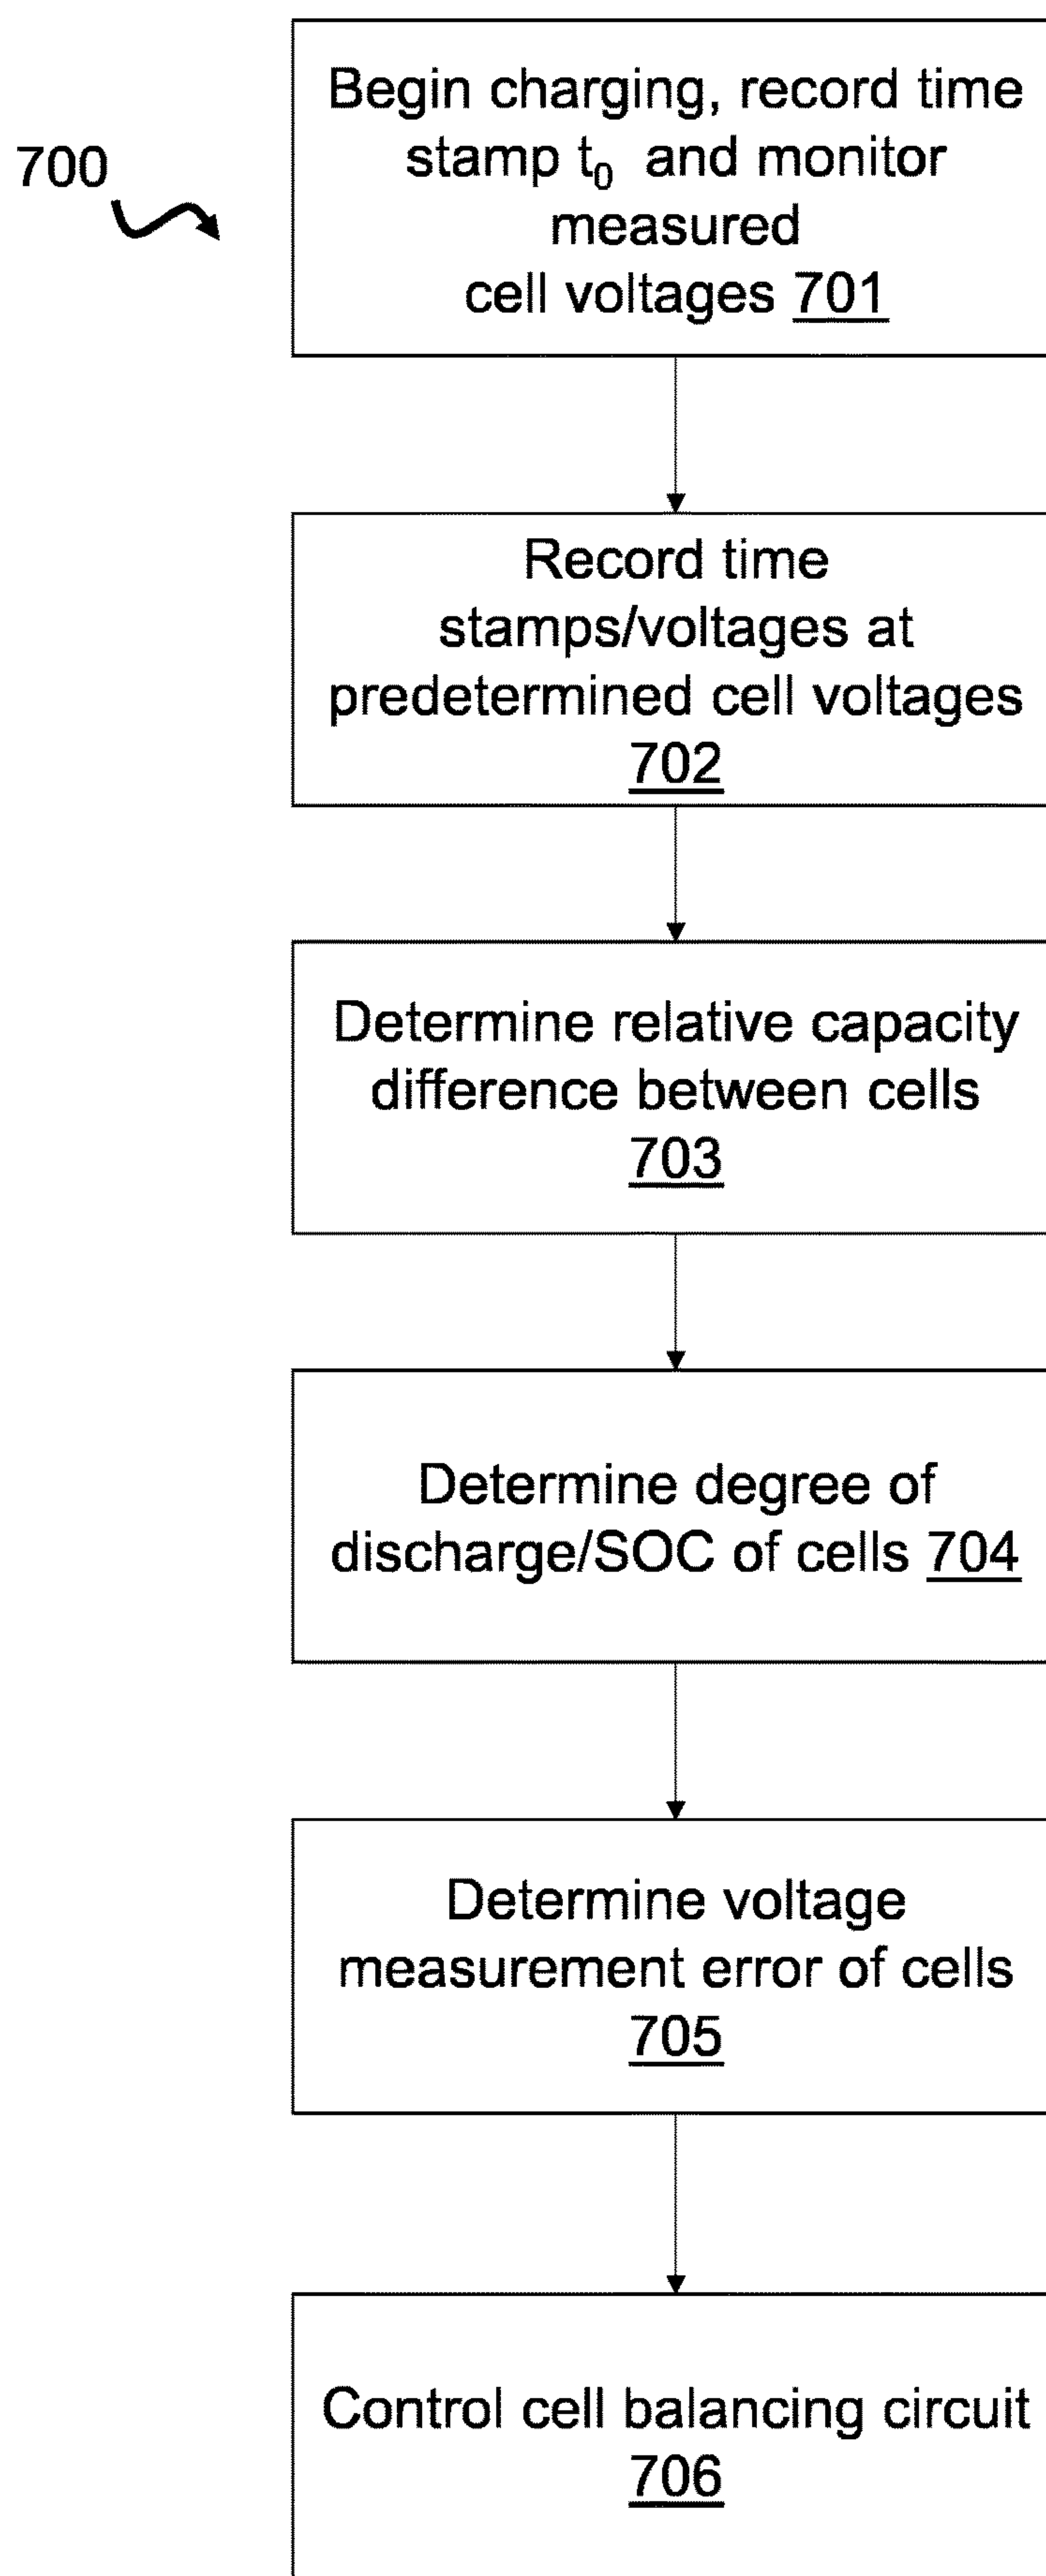 Begin charging, record time
700
stamp t₀ and monitor
measured
cell voltages 701
Record time
stamps/voltages at
predetermined cell voltages
702
Determine relative capacity
difference between cells
703
Determine degree of
discharge/SOC of cells 704
Determine voltage
measurement error of cells
705
Control cell balancing circuit
706